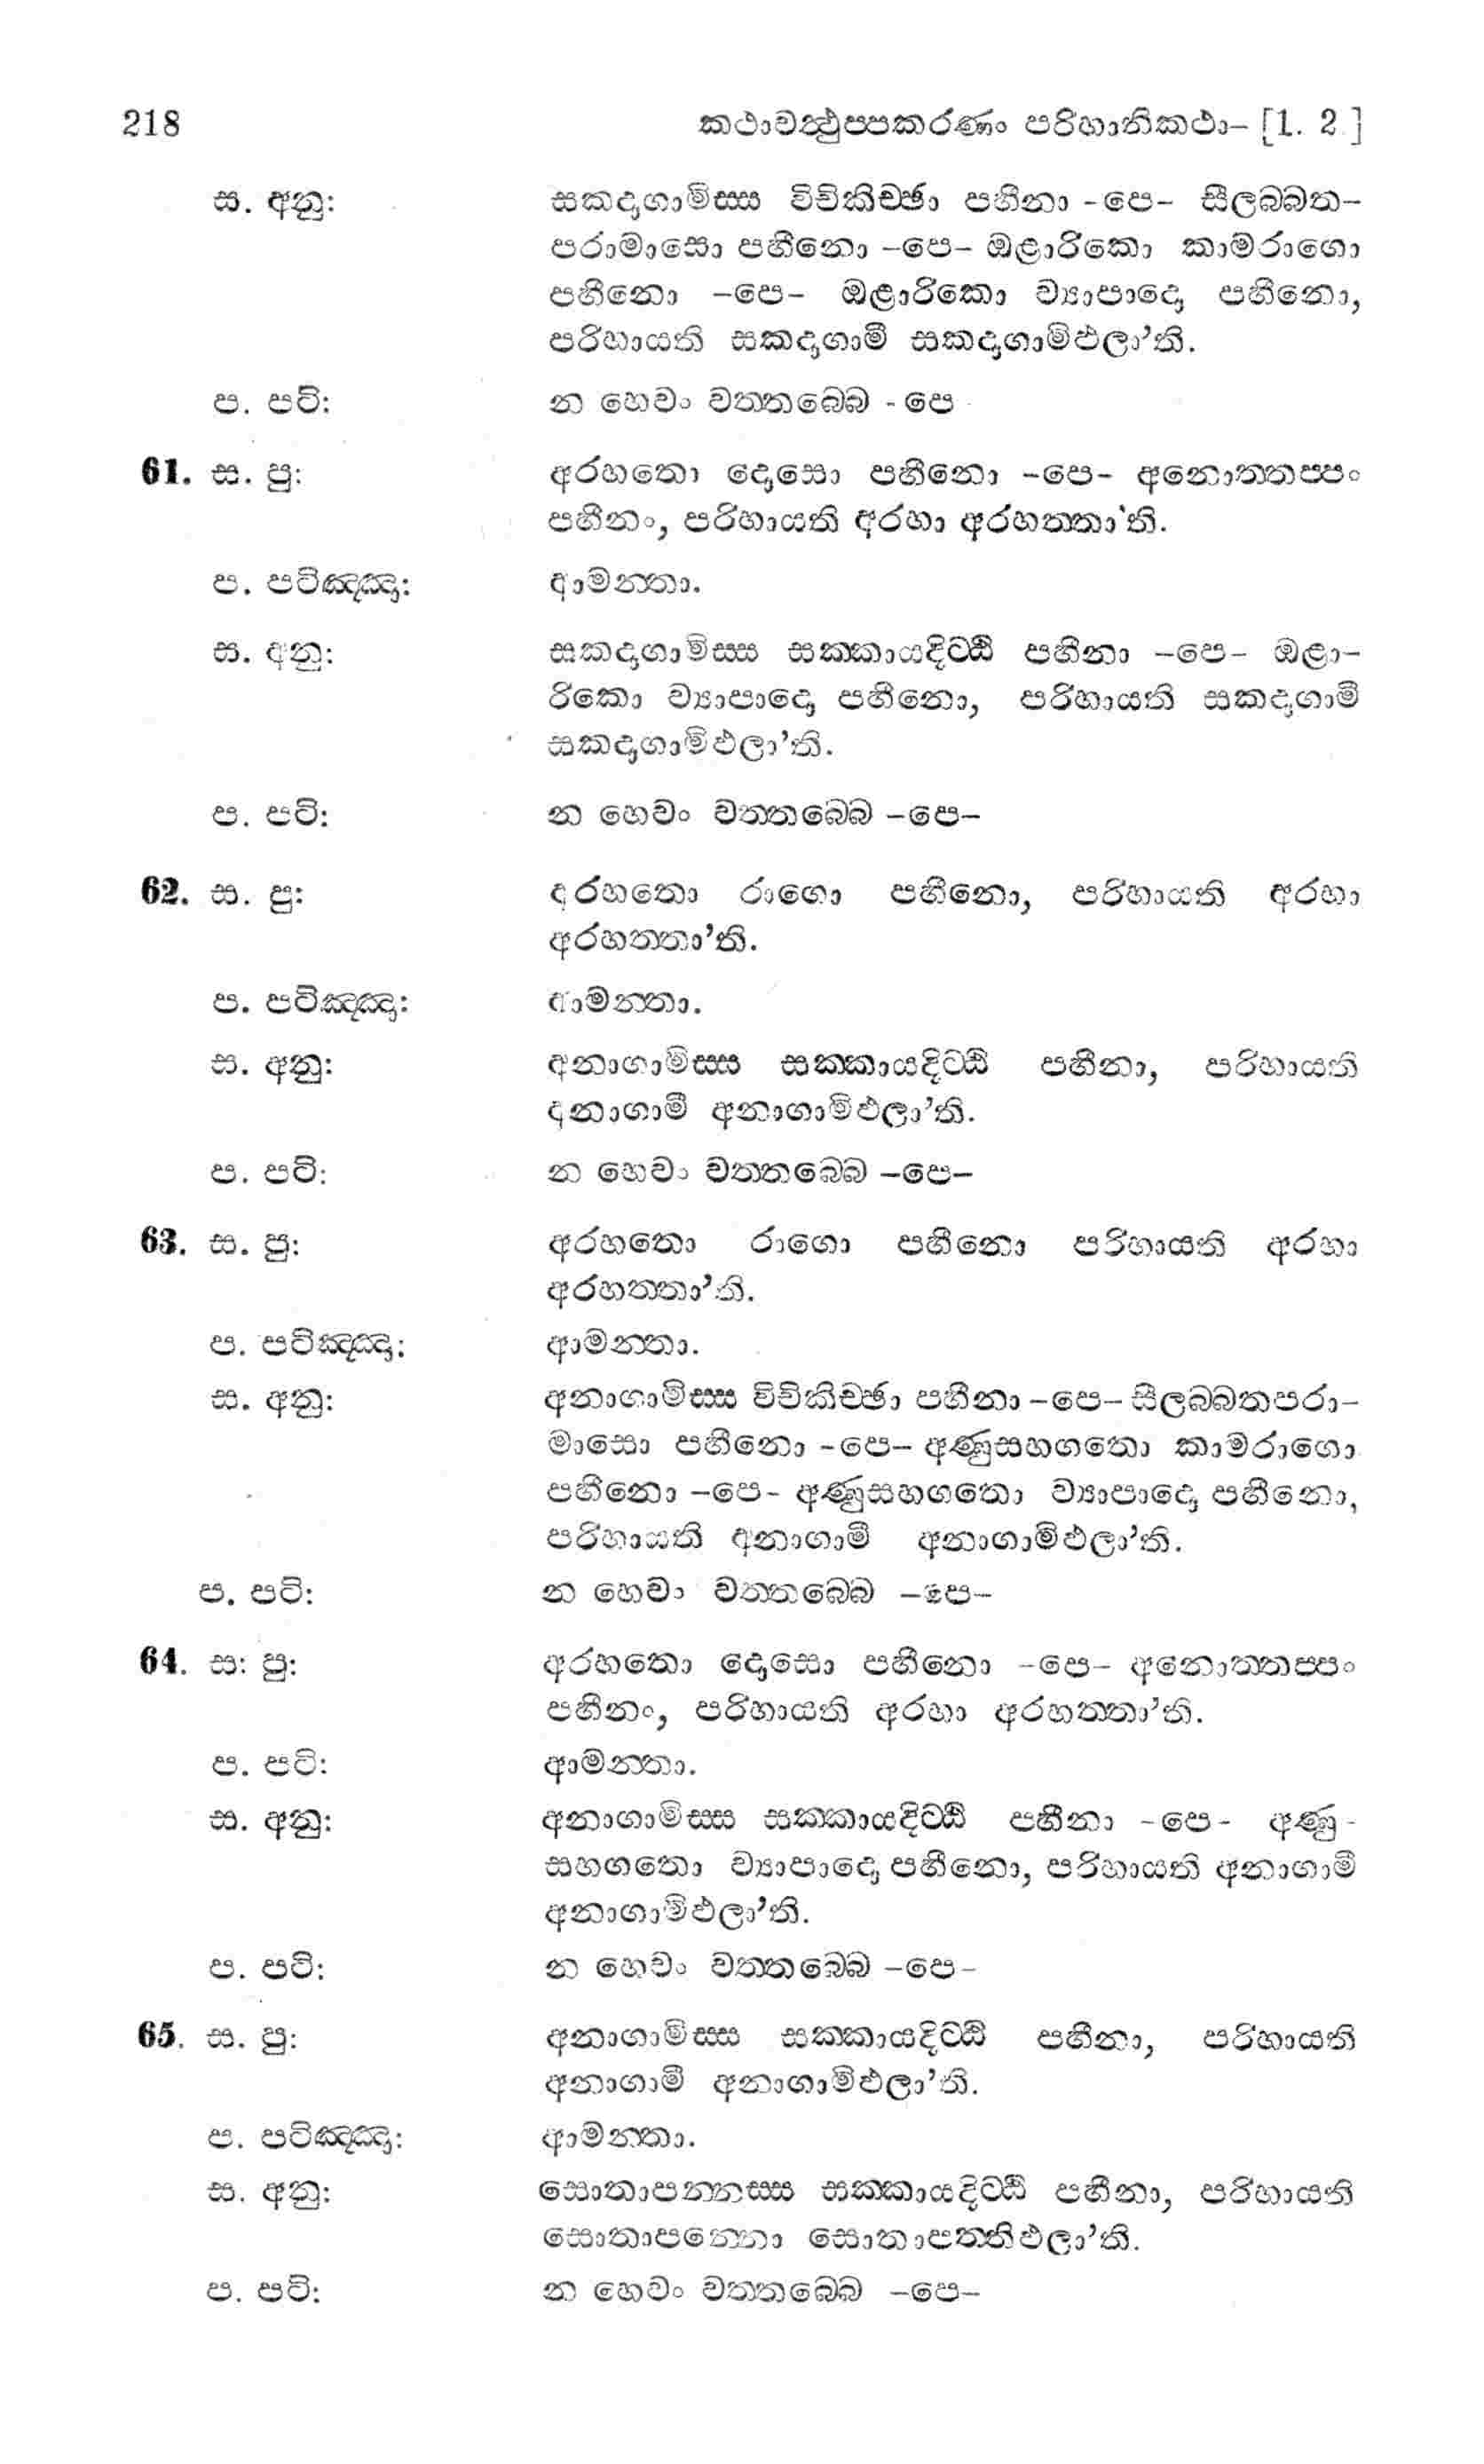 218 කථාවත්‍ථුප්පකරණං පරිහානිකථා– [1. 2.]
ස. අනු: සකදාගාමිස්ස විචිකිච්ඡා පහීනා -පෙ- සීලබ්බත–
පරාමාසො පහීනො –පෙ– ඔළාරිකො කාමරාගො
පහීනො –පෙ– ඔළාරිකො ව්‍යාපාදො පහීනො,
පරිහායති සකදාගාමී සකදාගාමිඵලා’ති.
ප. පටි: න හෙවං වත්තබ්බෙ - පෙ -
61. ස. පු: අරහතො දොසො පහීනො –පෙ– අනොත්තප්පං
පහීනං, පරිහායති අරහා අරහත්තා’ති.
ප. පටිඤ්ඤා: ආමන්තා.
ස. අනු: සකදාගාමිස්ස සක්කායදිට්ඨි පහීනා –පෙ– ඔළා–
රිකො ව්‍යාපාදො පහීනො, පරිහායති සකදාගාමී
සකදාගාමිඵලා’ති.
ප. පටි: න හෙවං වත්තබ්බෙ –පෙ–
62. ස. පු: අරහතො රාගො පහීනො, පරිහායති අරහා
අරහත්තා’ති.
ප. පටිඤ්ඤා: ආමන්තා.
ස. අනු: අනාගාමිස්ස සක්කායදිට්ඨි පහීනා, පරිහායති
අනාගාමී අනාගාමිඵලා’ති.
ප. පටි: න හෙවං වත්තබ්බෙ –පෙ–
63. ස. පු: අරහතො රාගො පහීනො පරිහායති අරහා
අරහත්තා’ති.
ප. පටිඤ්ඤා: ආමන්තා.
ස. අනු: අනාගාමිස්ස විචිකිච්ඡා පහීනා –පෙ– සීලබ්බතපරා–
මාසො පහීනො –පෙ– අණුසහගතො කාමරාගො
පහීනො –පෙ– අණුසහගතො ව්‍යාපාදො පහීනො,
පරිහායති අනාගාමී අනාගාමිඵලා’ති.
ප. පටි: න හෙවං වත්තබ්බෙ –පෙ–
64. ස: පු: අරහතො දොසො පහීනො –පෙ– අනොත්තප්පං
පහීනං, පරිහායති අරහා අරහත්තා’ති.
ප. පටි: ආමන්තා.
ස. අනු: අනාගාමිස්ස සක්කායදිට්ඨි පහීනා –පෙ– අණු-
සහගතො ව්‍යාපාදො පහීනො, පරිහායති අනාගාමී
අනාගාමිඵලා’ති.
ප. පටි: න හෙවං වත්තබ්බෙ –පෙ–
65. ස. පු: අනාගාමිස්ස සක්කායදිට්ඨි පහීනා, පරිහායති
අනාගාමී අනාගාමිඵලා’ති.
ප. පටිඤ්ඤා: ආමන්තා.
ස. අනු: සොතාපන්නස්ස සක්කායදිට්ඨි පහීනා, පරිහායති
සොතාපන්නො සොතාපත්තිඵලා’ති.
ප. පටි: න හෙවං වත්තබ්බෙ –පෙ–